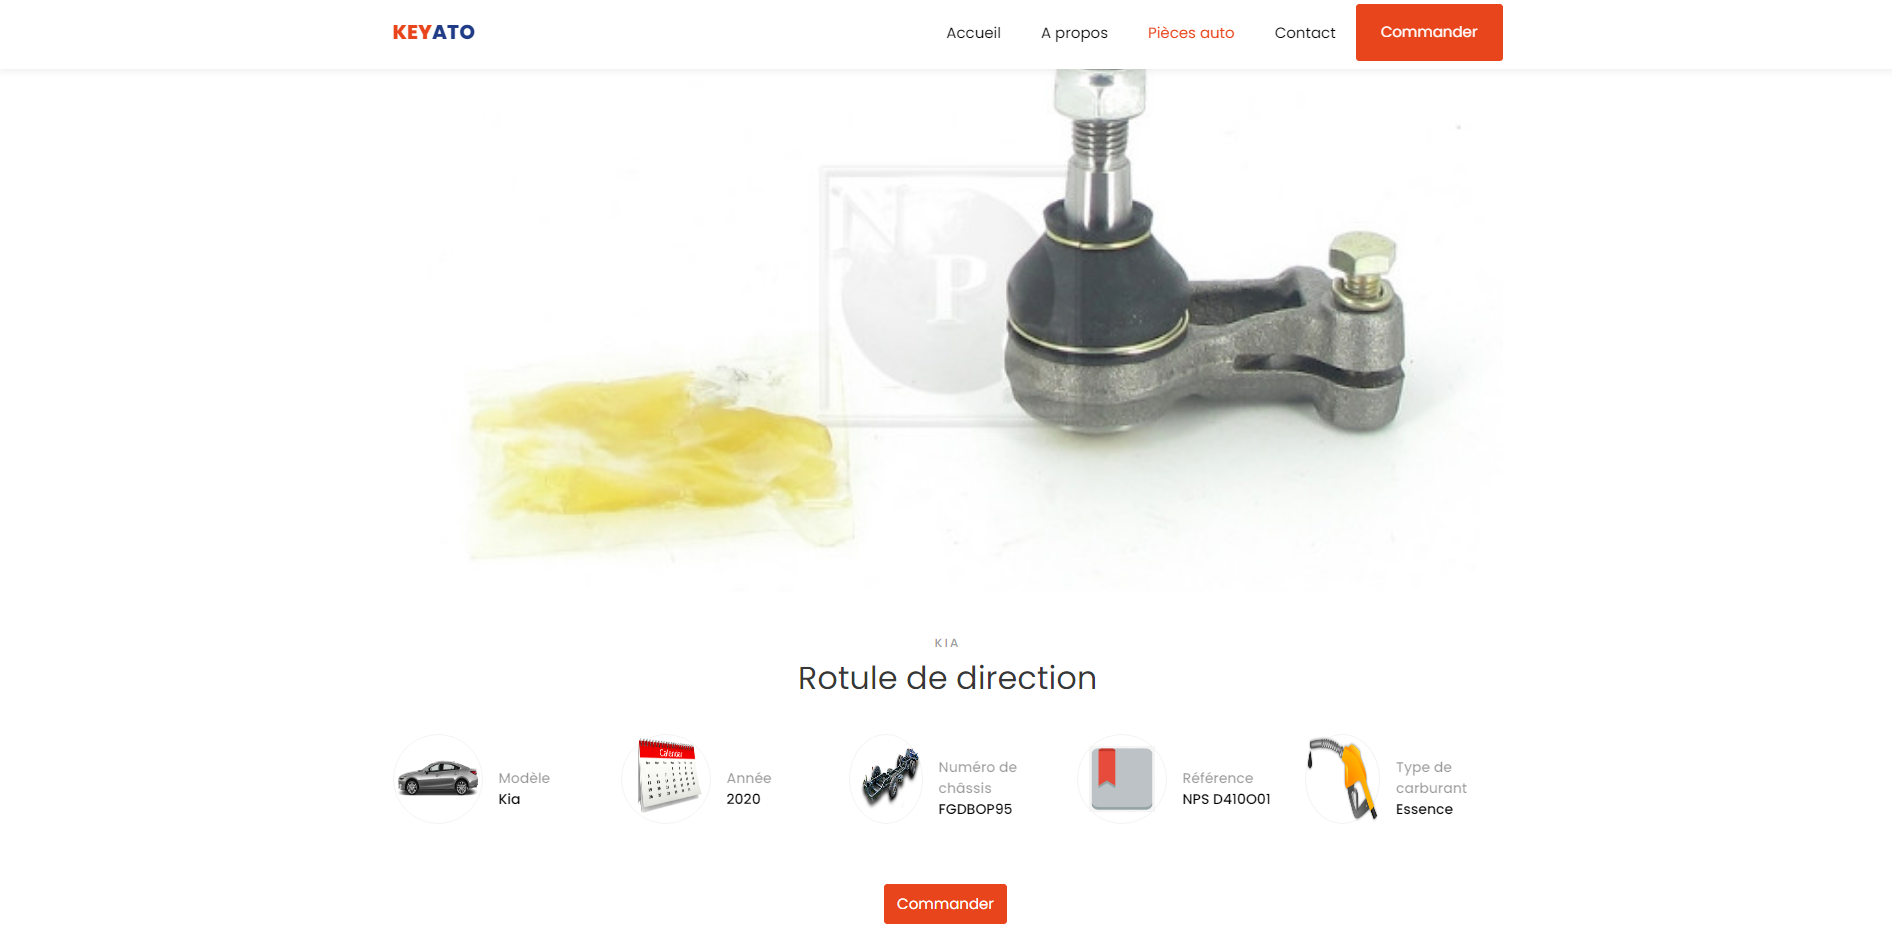 KEYATO
Accueil
A propos
Pièces auto
Contact
Commander
N
P
KIA
Rotule de direction
Modèle
Kia
Calendar
Année
2020
Numéro de
châssis
FGDBOP95
Référence
NPS D410O01
Type de
carburant
Essence
Commander